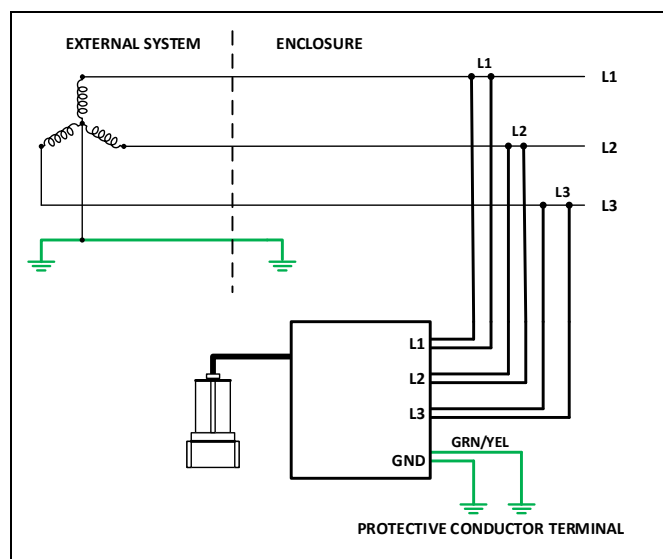 EXTERNAL SYSTEM
ENCLOSURE
L1
L1
L2
L2
L3
L3
L1
L2
L3
GRN/YEL
GND
PROTECTIVE CONDUCTOR TERMINAL